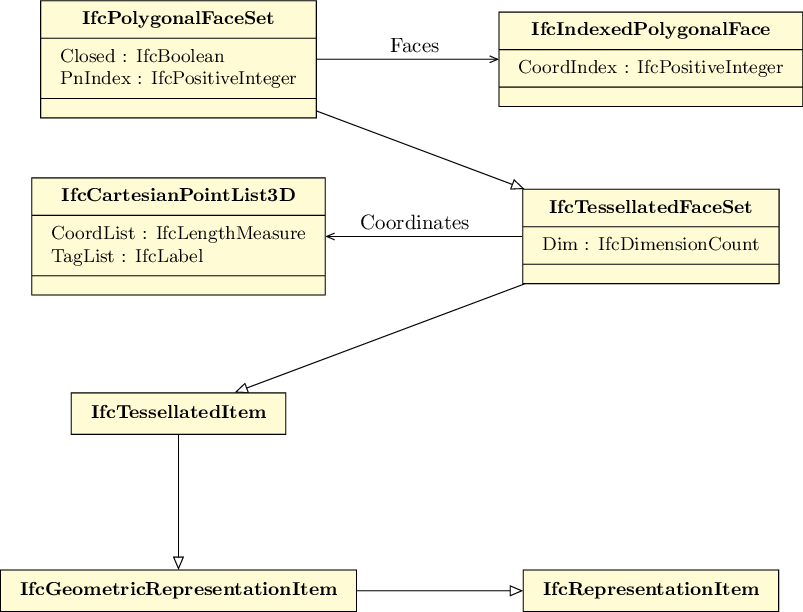 IfcPolygonalFaceSet
Closed : IfcBoolean
PnIndex : IfcPositiveInteger
Faces
IfcIndexedPolygonalFace
CoordIndex : IfcPositiveInteger
IfcCartesianPointList3D
CoordList : IfcLengthMeasure
TagList : IfcLabel
Coordinates
IfcTessellatedFaceSet
Dim : IfcDimensionCount
IfcTessellatedItem
IfcGeometricRepresentationItem
IfcRepresentationItem